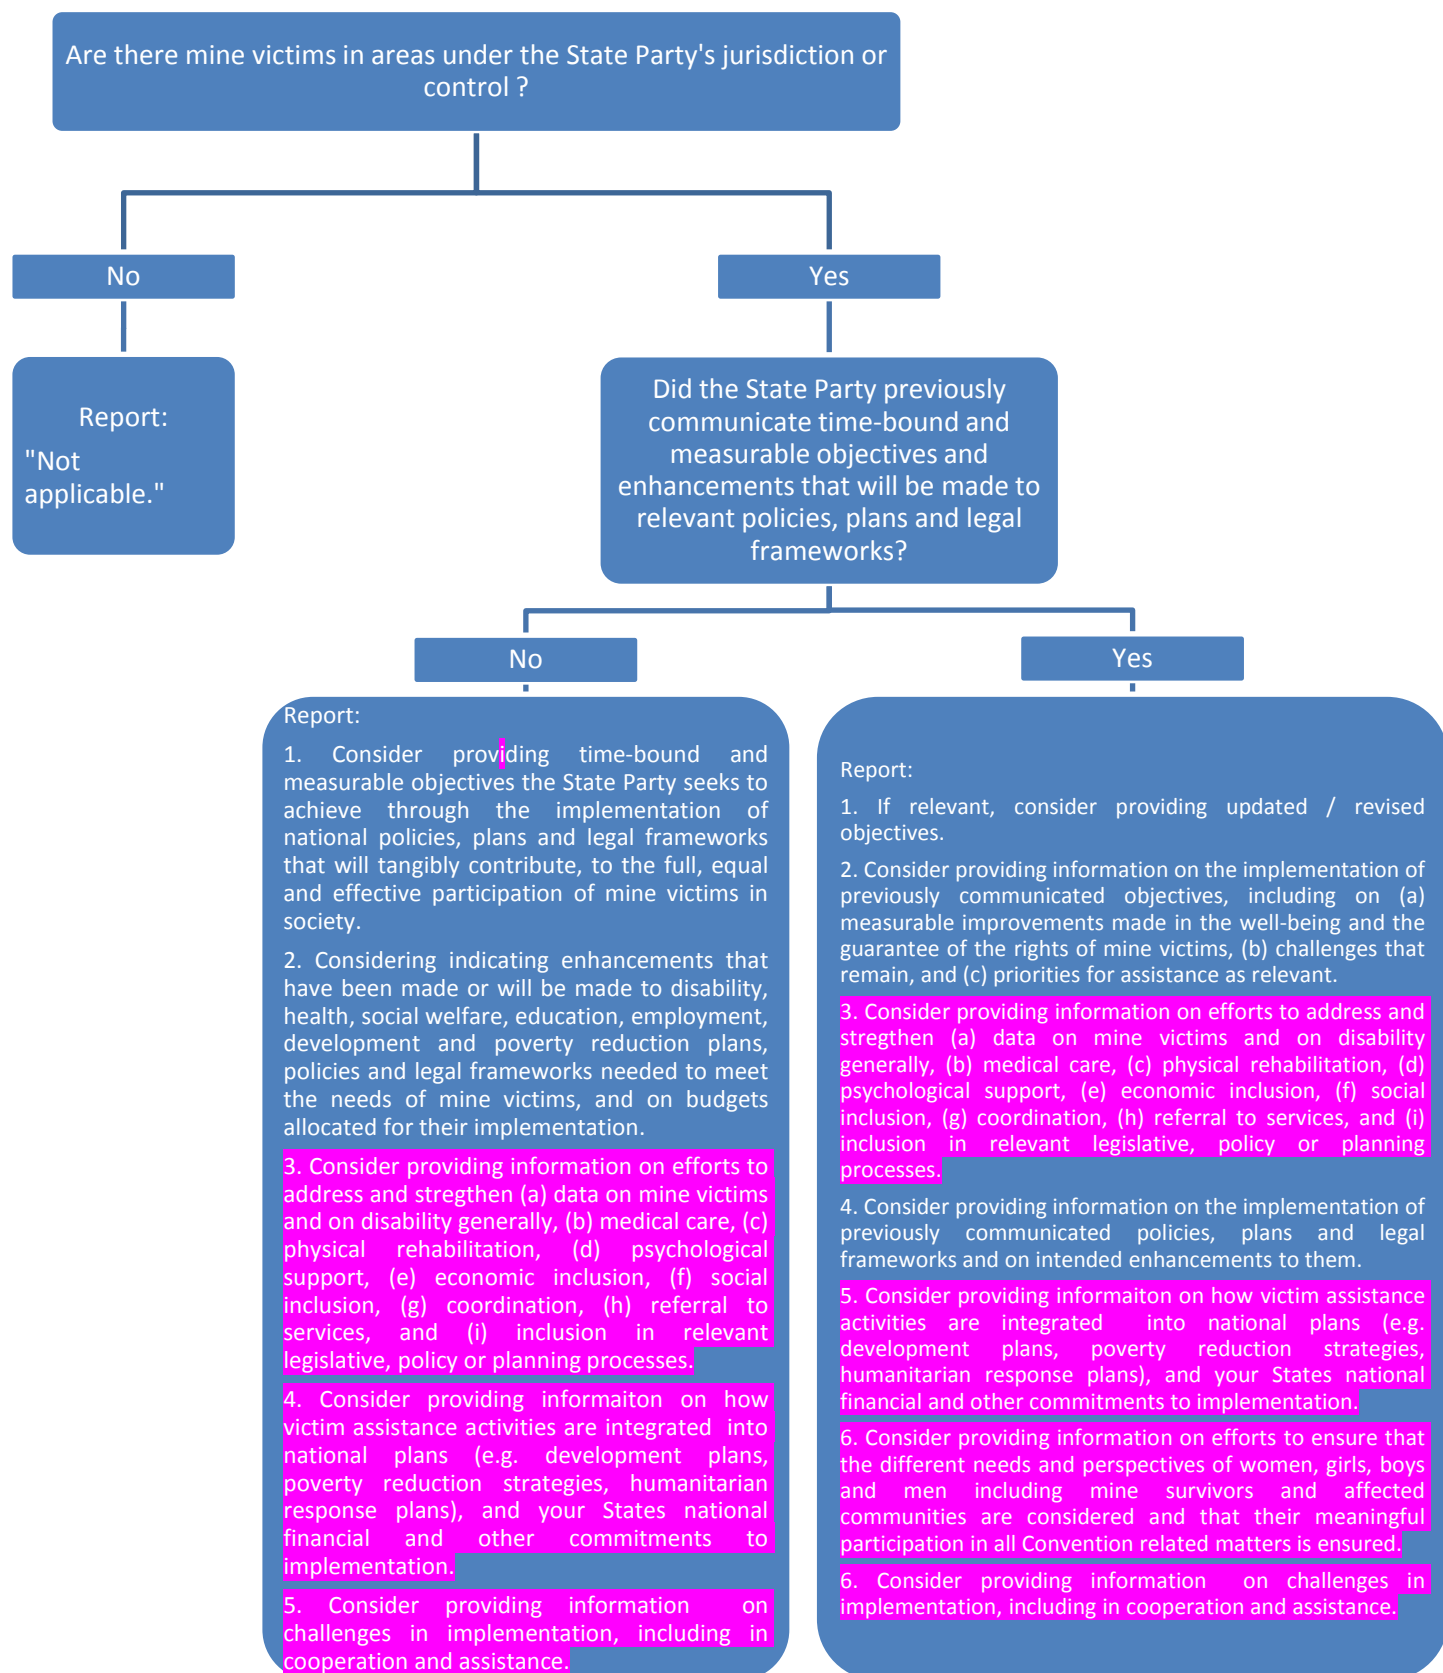 Are there mine victims in areas under the State Party's jurisdiction or
control ?
No
Yes
Report:
"Not
applicable."
Did the State Party previously
communicate time-bound and
measurable objectives and
enhancements that will be made to
relevant policies, plans and legal
frameworks?
No
Yes
Report:
1. Consider providing time-bound and
measurable objectives the State Party seeks to
achieve through the implementation of
national policies, plans and legal frameworks
that will tangibly contribute, to the full, equal
and effective participation of mine victims in
society.
2. Considering indicating enhancements that
have been made or will be made to disability,
health, social welfare, education, employment,
development and poverty reduction plans,
policies and legal frameworks needed to meet
the needs of mine victims, and on budgets
allocated for their implementation.
3. Consider providing information on efforts to
address and stregthen (a) data on mine victims
and on disability generally, (b) medical care, (c)
physical rehabilitation, (d) psychological
support, (e) economic inclusion, (f) social
inclusion, (g) coordination, (h) referral to
services, and (i) inclusion in relevant
legislative, policy or planning processes.
4. Consider providing informaiton on how
victim assistance activities are integrated into
national plans (e.g. development plans,
poverty reduction strategies, humanitarian
response plans), and your States national
financial and other commitments to
implementation.
5. Consider providing information on
challenges in implementation, including in
cooperation and assistance.
Report:
1. If relevant, consider providing updated / revised
objectives.
2. Consider providing information on the implementation of
previously communicated objectives, including on (a)
measurable improvements made in the well-being and the
guarantee of the rights of mine victims, (b) challenges that
remain, and (c) priorities for assistance as relevant.
3. Consider providing information on efforts to address and
stregthen (a) data on mine victims and on disability
generally, (b) medical care, (c) physical rehabilitation, (d)
psychological support, (e) economic inclusion, (f) social
inclusion, (g) coordination, (h) referral to services, and (i)
inclusion in relevant legislative, policy or planning
processes.
4. Consider providing information on the implementation of
previously communicated policies, plans and legal
frameworks and on intended enhancements to them.
5. Consider providing informaiton on how victim assistance
activities are integrated into national plans (e.g.
development plans, poverty reduction strategies,
humanitarian response plans), and your States national
financial and other commitments to implementation.
6. Consider providing information on efforts to ensure that
the different needs and perspectives of women, girls, boys
and men including mine survivors and affected
communities are considered and that their meaningful
participation in all Convention related matters is ensured.
6. Consider providing information on challenges in
implementation, including in cooperation and assistance.